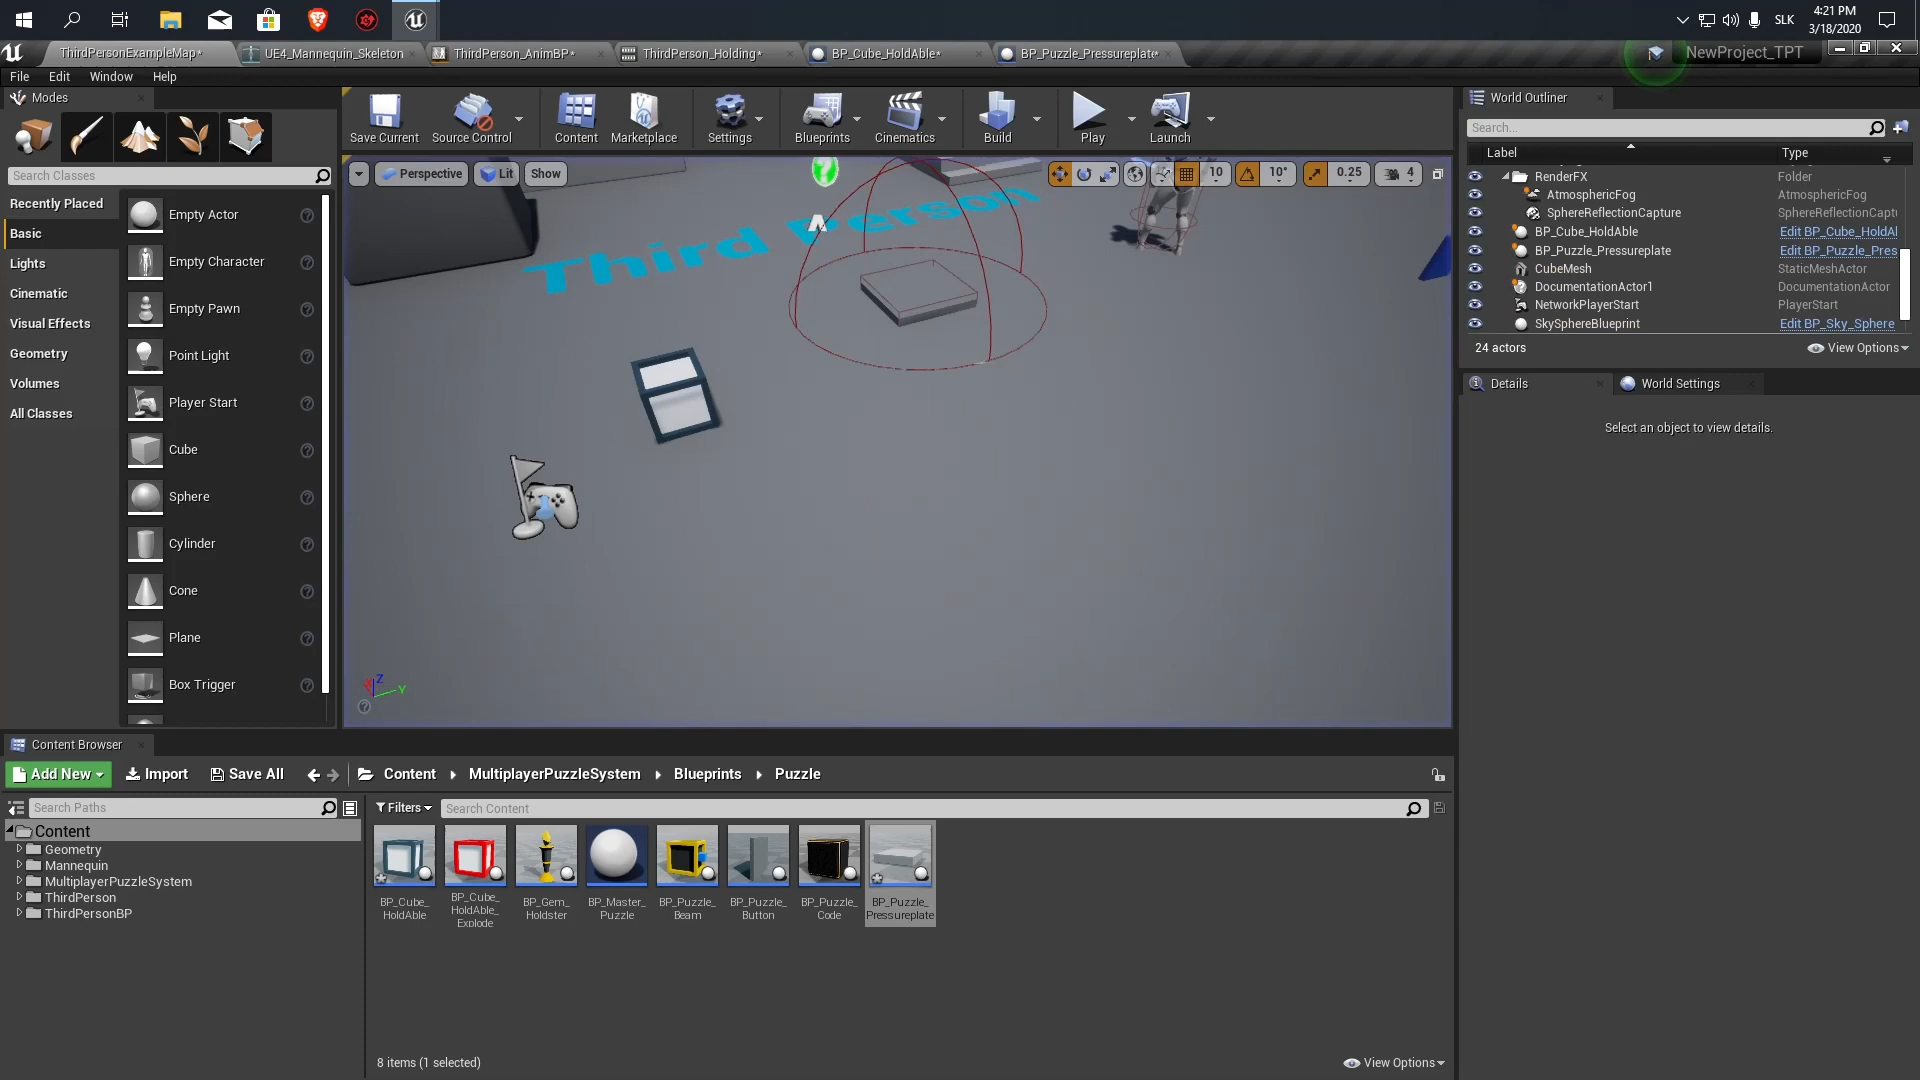 SLK
4:21 PM
3/18/2020
ThirdPersonExampleMap*
UE4_Mannequin_Skeleton
ThirdPerson_AnimBP*
ThirdPerson_Holding*
BP_Cube_HoldAble*
BP_Puzzle_Pressureplate*
NewProject_TPT
File Edit Window Help
Modes
Save Current
Source Control
Content
Marketplace
Settings
Blueprints
Cinematics
Build
Play
Launch
Search Classes
Recently Placed
Basic
Lights
Cinematic
Visual Effects
Geometry
Volumes
All Classes
Empty Actor
Empty Character
Empty Pawn
Point Light
Player Start
Cube
Sphere
Cylinder
Cone
Plane
Box Trigger
Perspective
Lit
Show
10
10°
0.25
4
Third Person
X
Z
Y
World Outliner
Search...
Label Type
RenderFX Folder
AtmosphericFog AtmosphericFog
SphereReflectionCapture SphereReflectionCaptu
BP_Cube_HoldAble Edit BP_Cube_HoldAl
BP_Puzzle_Pressureplate Edit BP_Puzzle_Pres
CubeMesh StaticMeshActor
DocumentationActor1 DocumentationActor
NetworkPlayerStart PlayerStart
SkySphereBlueprint Edit BP_Sky_Sphere
24 actors
View Options
Details
World Settings
Select an object to view details.
Content Browser
Add New
Import
Save All
Content
MultiplayerPuzzleSystem
Blueprints
Puzzle
Search Paths
Filters
Search Content
Content
Geometry
Mannequin
MultiplayerPuzzleSystem
ThirdPerson
ThirdPersonBP
BP_Cube_
HoldAble
BP_Cube_
HoldAble_
Explode
BP_Gem_
Holdster
BP_Master_
Puzzle
BP_Puzzle_
Beam
BP_Puzzle_
Button
BP_Puzzle_
Code
BP_Puzzle_
Pressureplate
8 items (1 selected)
View Options